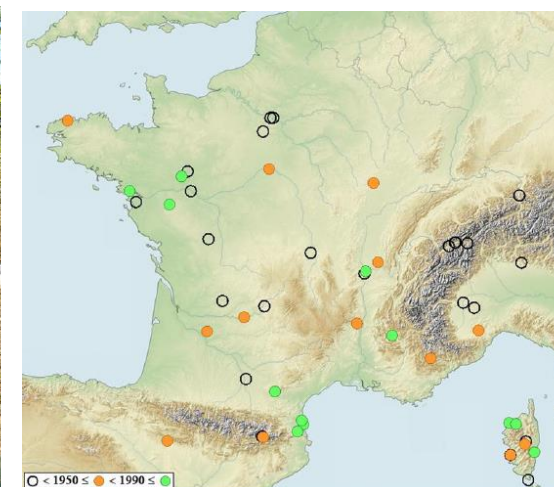 ○ < 1950 ≤ ● < 1990 ≤ ●